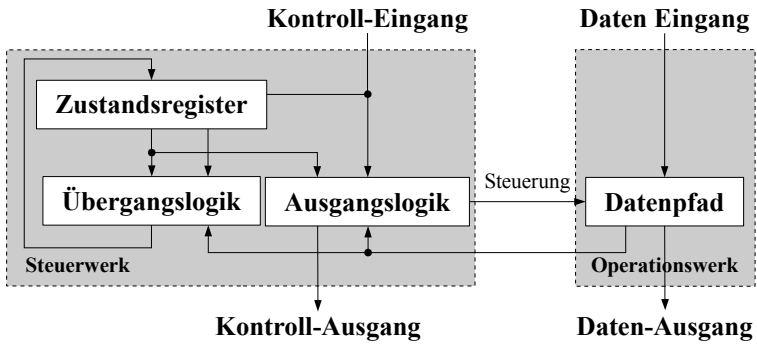 Kontroll-Eingang
Daten Eingang
Zustandsregister
Übergangslogik
Ausgangslogik
Steuerung
Datenpfad
Steuerwerk
Operationswerk
Kontroll-Ausgang
Daten-Ausgang